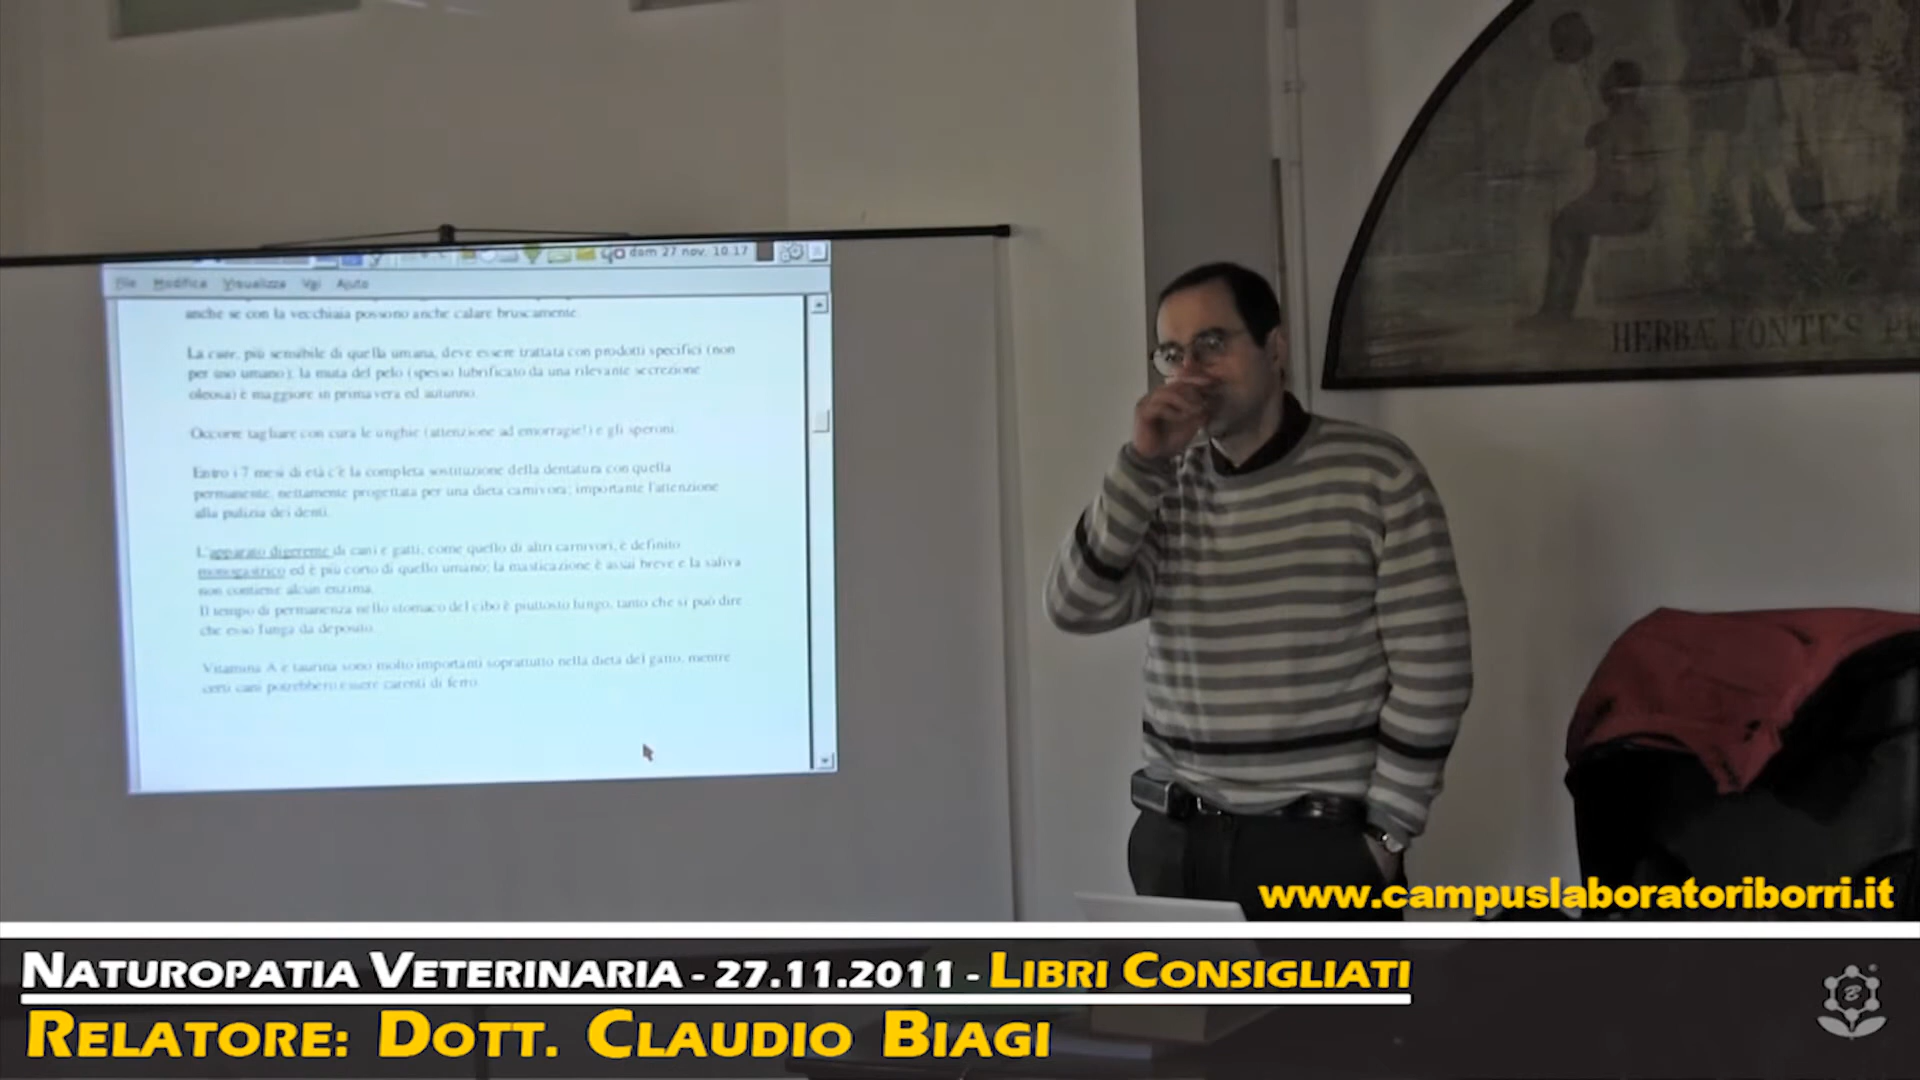 dom 27 nov, 10.17
File Modifica Visualizza Vai Aiuto
anche se con la vecchiaia possono anche calare bruscamente.
La cute, più sensibile di quella umana, deve essere trattata con prodotti specifici (non
per uso umano); la muta del pelo (spesso lubrificato da una rilevante secrezione
oleosa) è maggiore in primavera ed autunno.
Occorre tagliare con cura le unghie (attenzione ad emorragie!) e gli speroni.
Entro i 7 mesi di età c'è la completa sostituzione della dentatura con quella
permanente, nettamente progettata per una dieta carnivora; importante l'attenzione
alla pulizia dei denti.
L'apparato digerente di cani e gatti, come quello di altri carnivori, è definito
monogastrico ed è più corto di quello umano; la masticazione è assai breve e la saliva
non contiene alcun enzima.
Il tempo di permanenza nello stomaco del cibo è piuttosto lungo, tanto che si può dire
che esso funga da deposito.
Vitamina A e taurina sono molto importanti soprattutto nella dieta del gatto, mentre
certi cani potrebbero essere carenti di ferro.
HERBÆ FONTES
www.campuslaboratoriborri.it
NATUROPATIA VETERINARIA - 27.11.2011 - LIBRI CONSIGLIATI
RELATORE: DOTT. CLAUDIO BIAGI
B